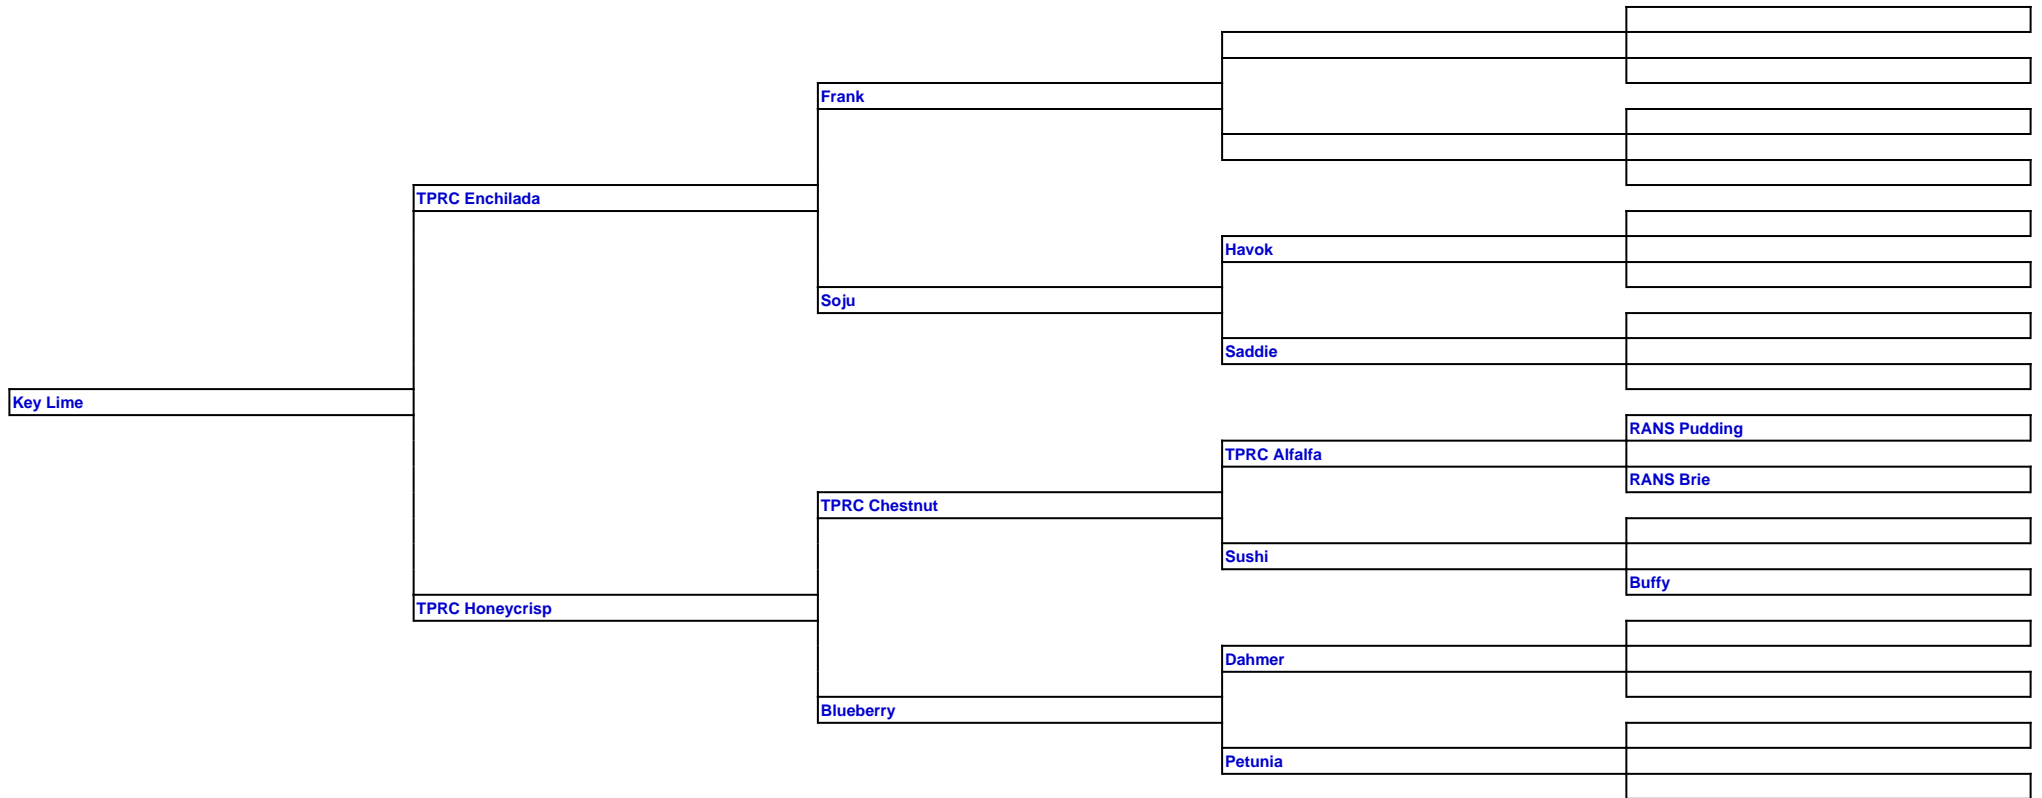 Frank
TPRC Enchilada
Havok
Soju
Saddie
Key Lime
RANS Pudding
TPRC Alfalfa
RANS Brie
TPRC Chestnut
Sushi
Buffy
TPRC Honeycrisp
Dahmer
Blueberry
Petunia